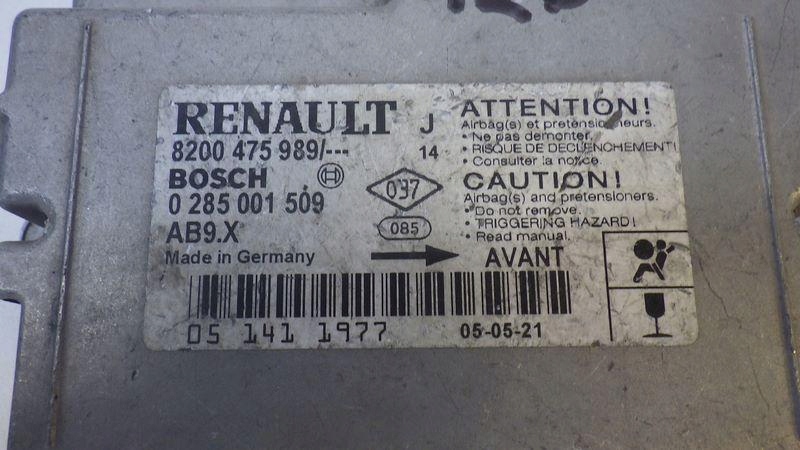 RENAULT J
8200 475 989/--- 14
BOSCH
0 285 001 509
AB9.X
Made in Germany
037
085
AVANT
05 141 1977
05-05-21
ATTENTION!
Airbag(s) et pretensionneurs.
• Ne pas demonter.
• RISQUE DE DECLENCHEMENT!
• Consulter la notice.
CAUTION!
Airbag(s) and pretensioners.
• Do not remove.
• TRIGGERING HAZARD!
• Read manual.